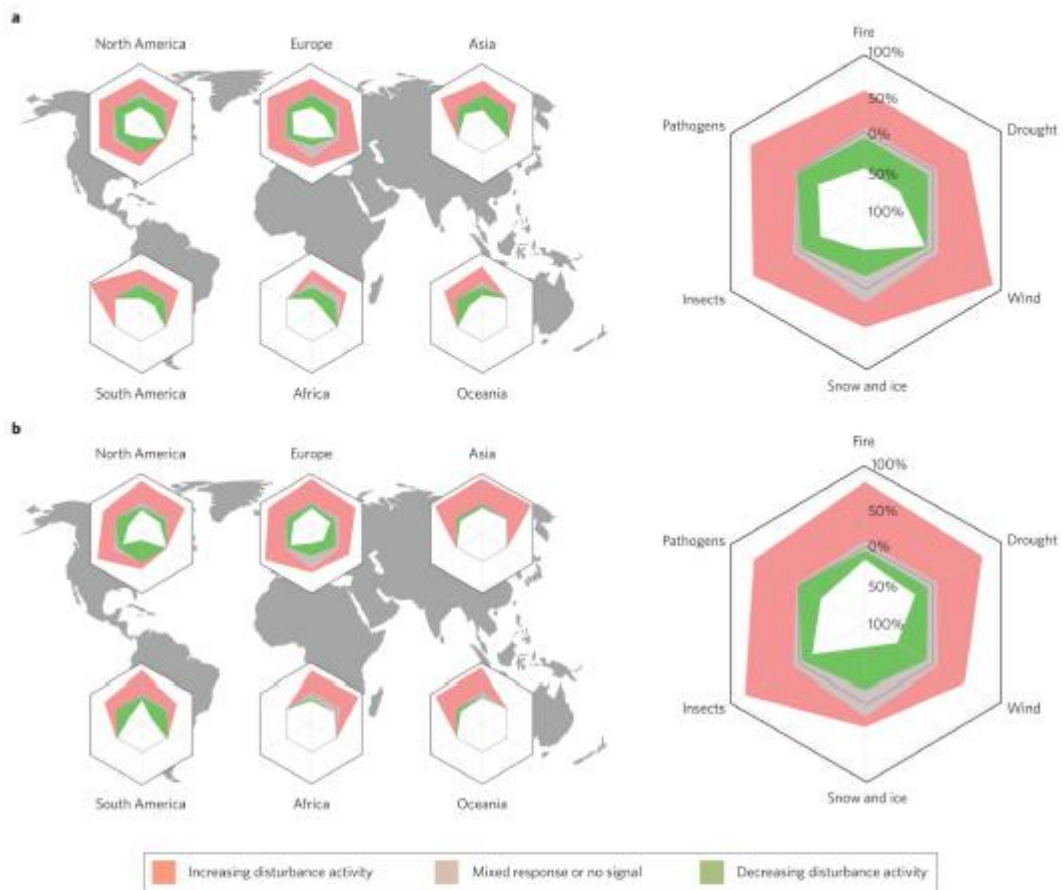 a
North America
Europe
Asia
South America
Africa
Oceania
Fire
100%
50%
0%
50%
100%
Pathogens
Drought
Insects
Wind
Snow and ice
b
North America
Europe
Asia
South America
Africa
Oceania
Fire
100%
50%
0%
50%
100%
Pathogens
Drought
Insects
Wind
Snow and ice
Increasing disturbance activity
Mixed response or no signal
Decreasing disturbance activity